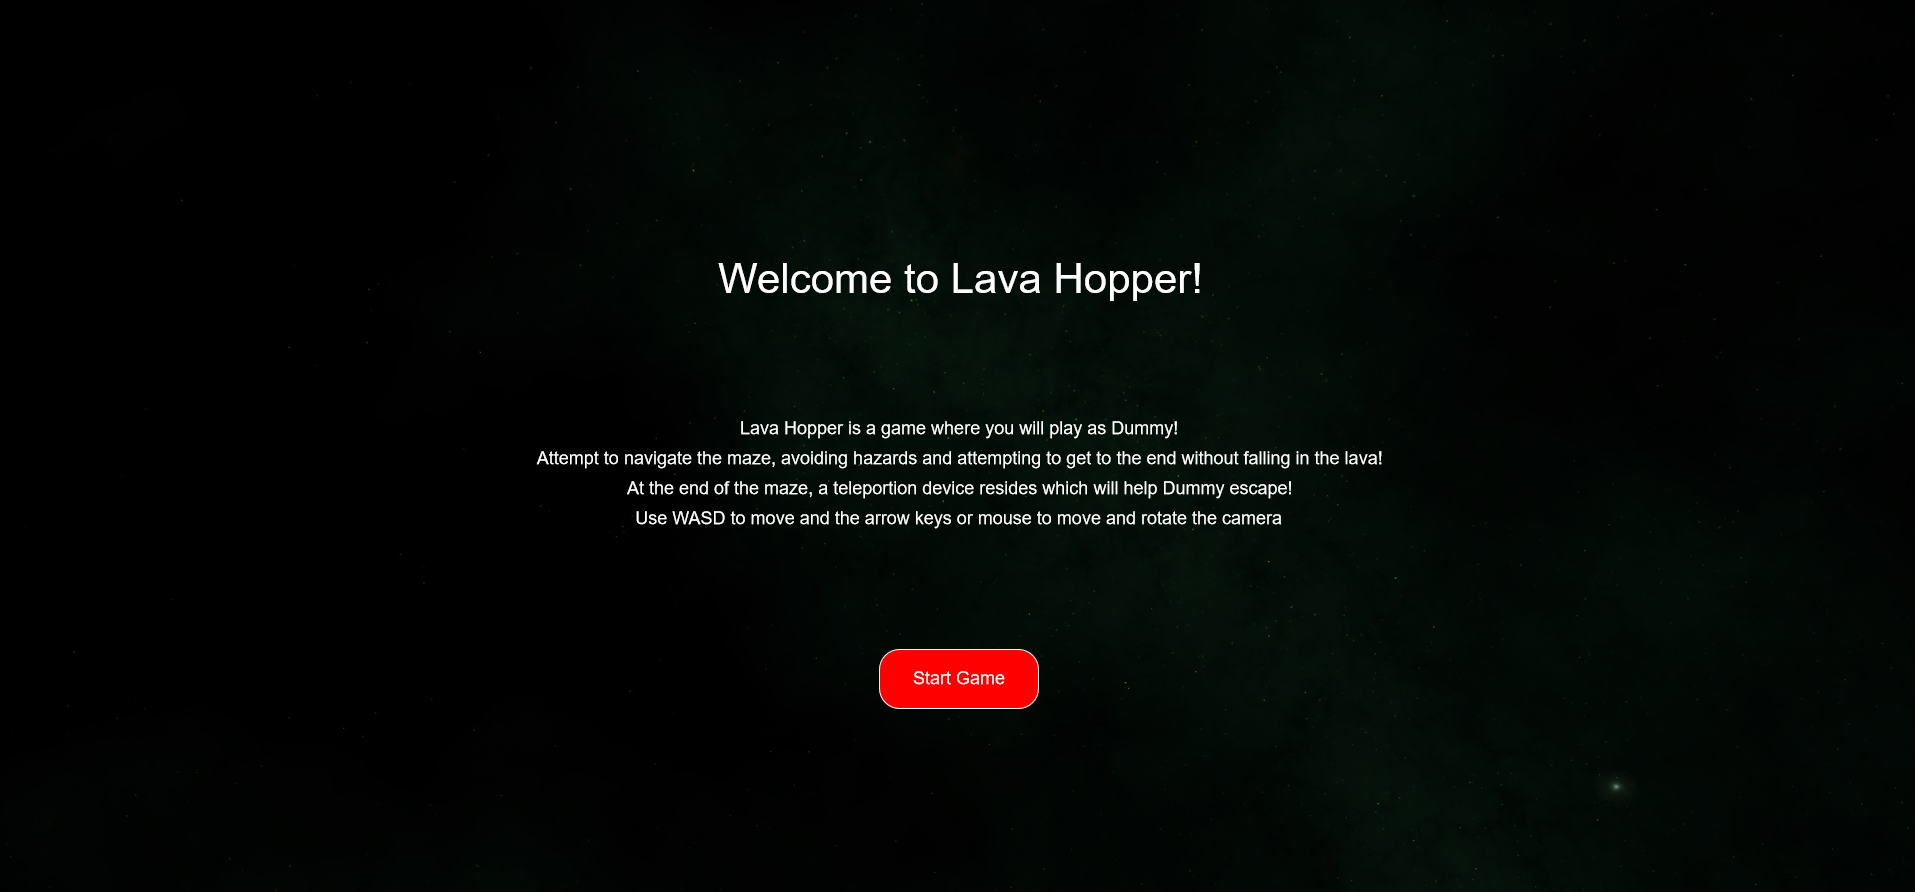 Welcome to Lava Hopper!
Lava Hopper is a game where you will play as Dummy!
Attempt to navigate the maze, avoiding hazards and attempting to get to the end without falling in the lava!
At the end of the maze, a teleportion device resides which will help Dummy escape!
Use WASD to move and the arrow keys or mouse to move and rotate the camera
Start Game